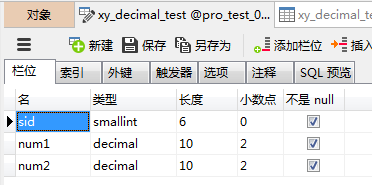 对象 xy_decimal_test @pro_test_0... xy_decimal_tes
新建 保存 另存为 添加栏位 插入
栏位 索引 外键 触发器 选项 注释 SQL 预览
名 类型 长度 小数点 不是 null
sid smallint 6 0
num1 decimal 10 2
num2 decimal 10 2